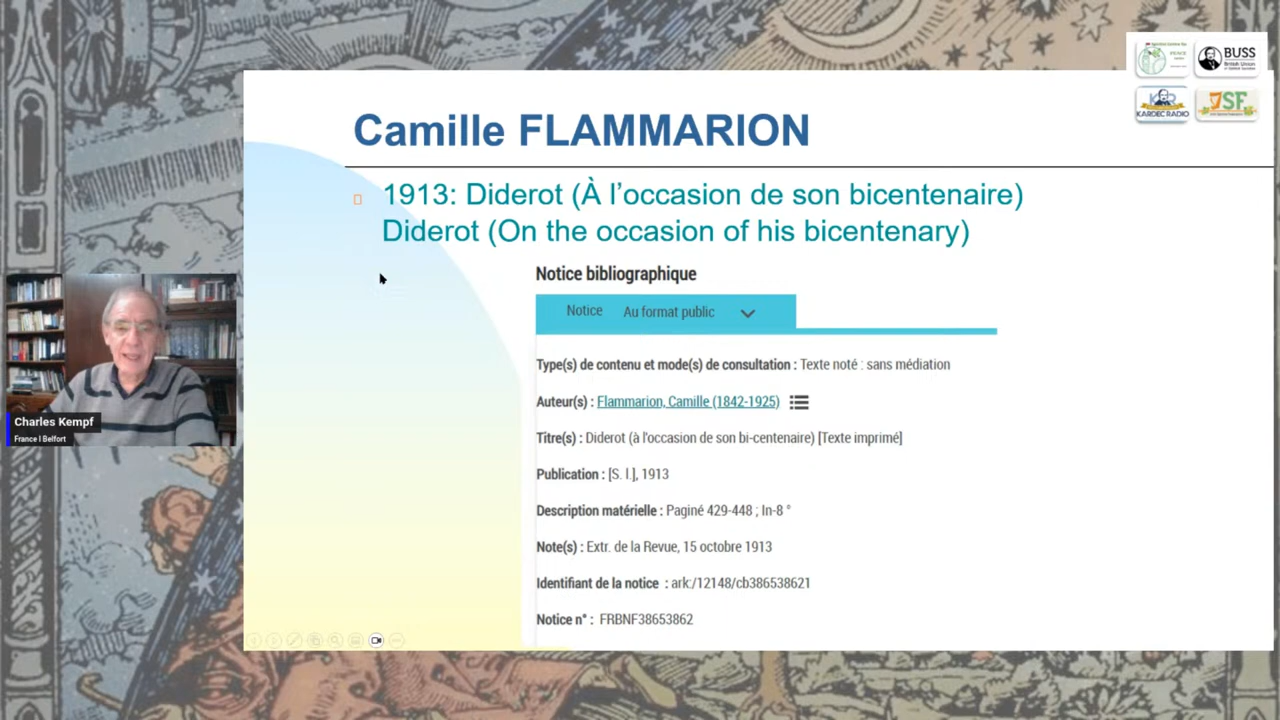 Camille FLAMMARION
1913: Diderot (À l’occasion de son bicentenaire)
Diderot (On the occasion of his bicentenary)
Notice bibliographique
Notice Au format public
Type(s) de contenu et mode(s) de consultation : Texte noté : sans médiation
Auteur(s) : Flammarion, Camille (1842-1925)
Titre(s) : Diderot (à l'occasion de son bi-centenaire) [Texte imprimé]
Publication : [S. l.], 1913
Description matérielle : Paginé 429-448 ; In-8 °
Note(s) : Extr. de la Revue, 15 octobre 1913
Identifiant de la notice : ark:/12148/cb386538621
Notice n° : FRBNF38653862
Charles Kempf
France I Belfort
BUSS
British Union
KARDEC RADIO
SF
PEACE